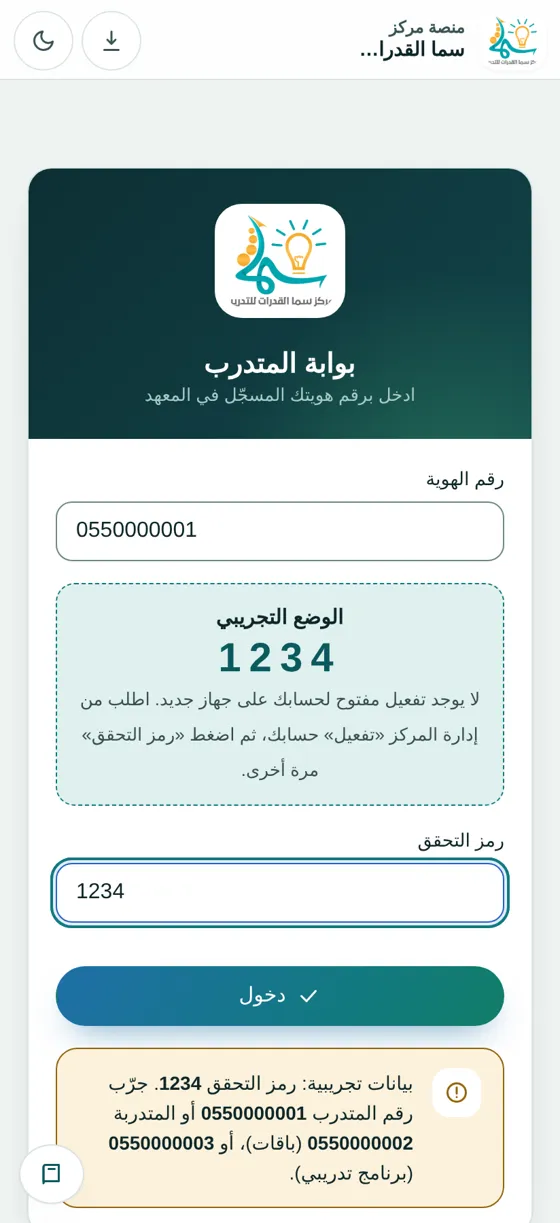 منصة مركز
سما القدرا...
مركز سما القدرات للتدريب
بوابة المتدرب
ادخل برقم هويتك المسجّل في المعهد
رقم الهوية
0550000001
الوضع التجريبي
1234
لا يوجد تفعيل مفتوح لحسابك على جهاز جديد. اطلب من
إدارة المركز «تفعيل» حسابك، ثم اضغط «رمز التحقق»
مرة أخرى.
رمز التحقق
1234
دخول
بيانات تجريبية: رمز التحقق 1234. جرّب
رقم المتدرب 0550000001 أو المتدربة
0550000002 (باقات)، أو 0550000003
(برنامج تدريبي).